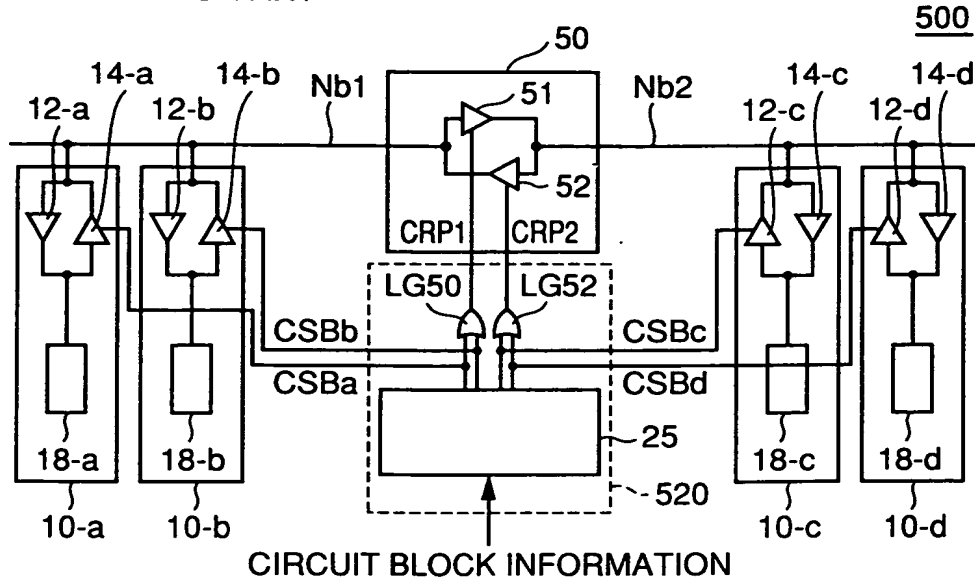 500
50
14-a
14-b
14-c
14-d
12-a
12-b
Nb1
51
Nb2
12-c
12-d
52
CRP1
CRP2
LG50
LG52
CSBb
CSBc
CSBa
CSBd
25
18-a
18-b
18-c
18-d
520
10-a
10-b
10-c
10-d
CIRCUIT BLOCK INFORMATION